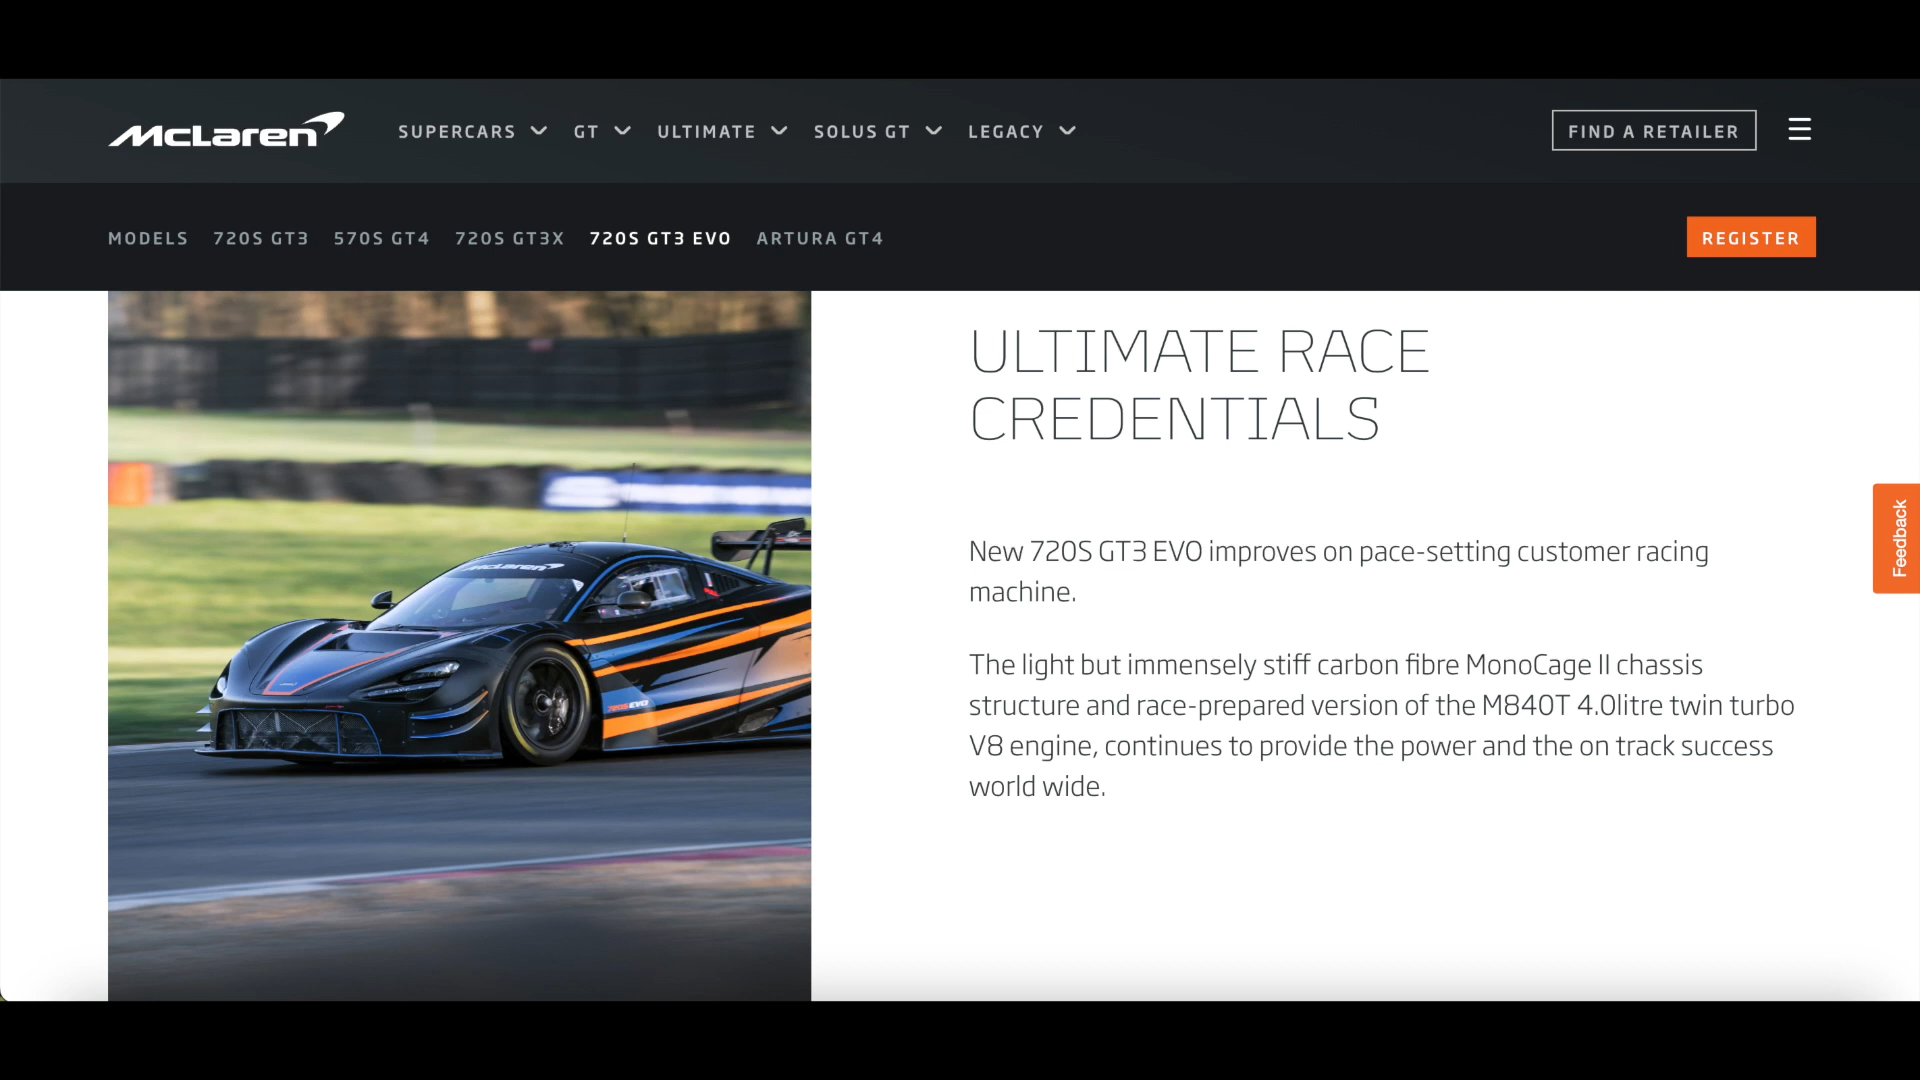 McLaren
SUPERCARS
GT
ULTIMATE
SOLUS GT
LEGACY
FIND A RETAILER
MODELS
720S GT3
570S GT4
720S GT3X
720S GT3 EVO
ARTURA GT4
REGISTER
ULTIMATE RACE
CREDENTIALS
New 720S GT3 EVO improves on pace-setting customer racing
machine.
The light but immensely stiff carbon fibre MonoCage II chassis
structure and race-prepared version of the M840T 4.0litre twin turbo
V8 engine, continues to provide the power and the on track success
world wide.
Feedback
McLaren
720S EVO